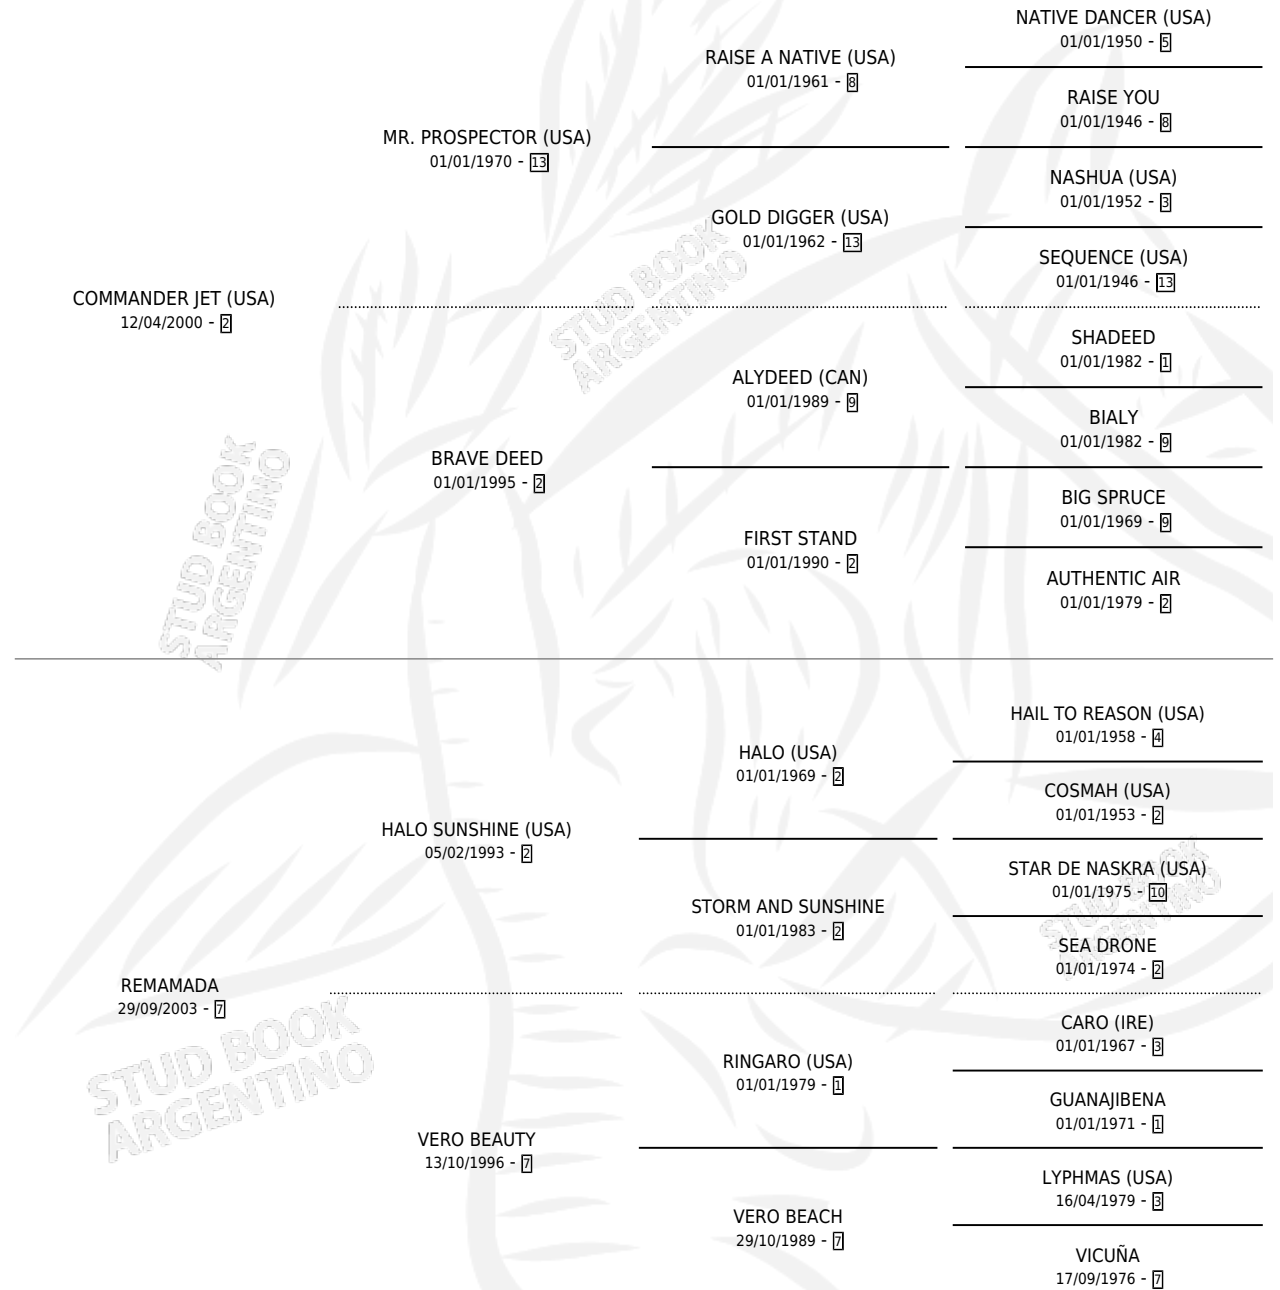 NATIVE DANCER (USA)
01/01/1950 - 5
RAISE A NATIVE (USA)
01/01/1961 - 8
RAISE YOU
01/01/1946 - 8
MR. PROSPECTOR (USA)
01/01/1970 - 13
NASHUA (USA)
01/01/1952 - 3
GOLD DIGGER (USA)
01/01/1962 - 13
SEQUENCE (USA)
01/01/1946 - 13
COMMANDER JET (USA)
12/04/2000 - 2
STUD BOOK
ARGENTINO
SHADEED
01/01/1982 - 1
ALYDEED (CAN)
01/01/1989 - 9
BIALY
01/01/1982 - 9
BRAVE DEED
01/01/1995 - 2
BIG SPRUCE
01/01/1969 - 9
FIRST STAND
01/01/1990 - 2
AUTHENTIC AIR
01/01/1979 - 2
STUD BOOK
ARGENTINO
HAIL TO REASON (USA)
01/01/1958 - 4
HALO (USA)
01/01/1969 - 2
COSMAH (USA)
01/01/1953 - 2
HALO SUNSHINE (USA)
05/02/1993 - 2
STAR DE NASKRA (USA)
01/01/1975 - 10
STORM AND SUNSHINE
01/01/1983 - 2
STUD BOOK
ARGENTINO
SEA DRONE
01/01/1974 - 2
REMAMADA
29/09/2003 - 7
CARO (IRE)
01/01/1967 - 3
RINGARO (USA)
01/01/1979 - 1
STUD BOOK
ARGENTINO
GUANAJIBENA
01/01/1971 - 1
VERO BEAUTY
13/10/1996 - 7
LYPHMAS (USA)
16/04/1979 - 3
VERO BEACH
29/10/1989 - 7
VICUÑA
17/09/1976 - 7